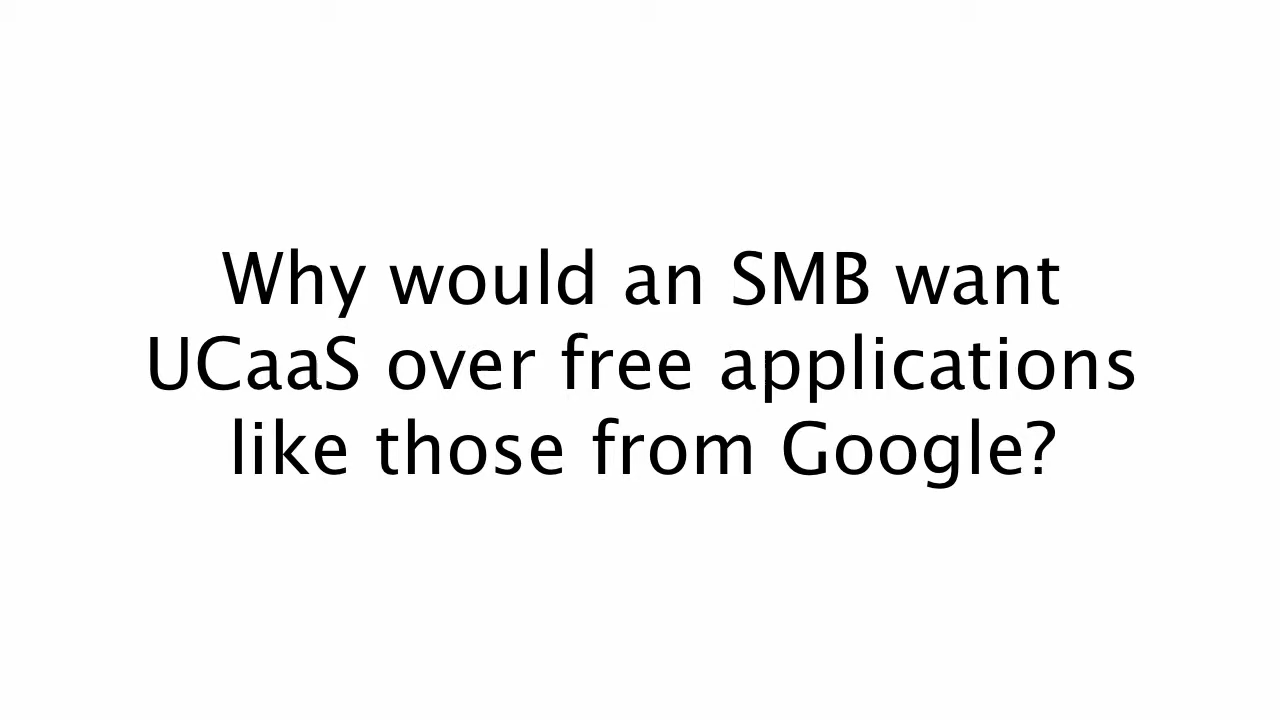 Why would an SMB want
UCaaS over free applications
like those from Google?